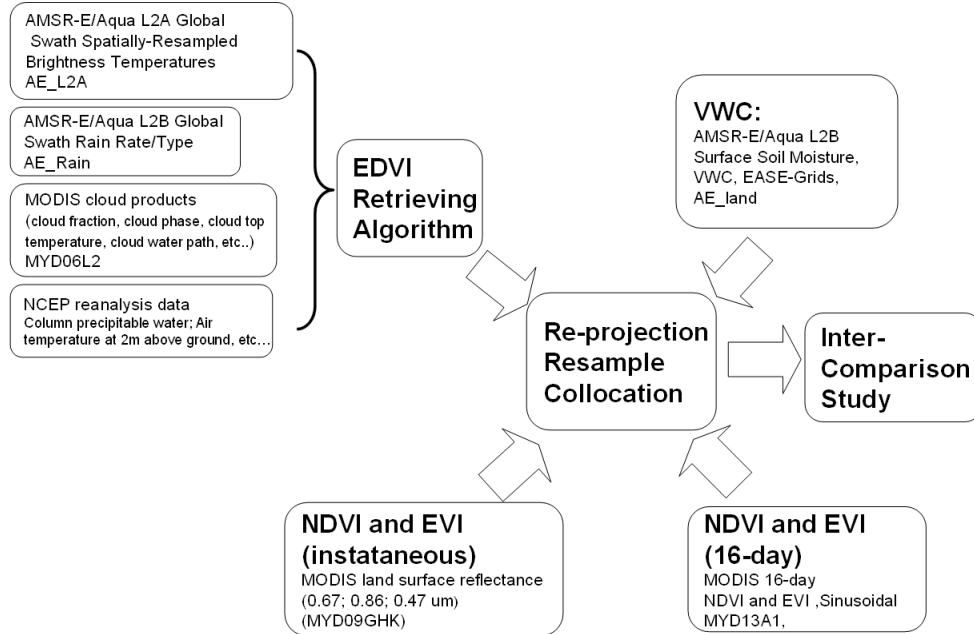 AMSR-E/Aqua L2A Global
Swath Spatially-Resampled
Brightness Temperatures
AE_L2A
AMSR-E/Aqua L2B Global
Swath Rain Rate/Type
AE_Rain
MODIS cloud products
(cloud fraction, cloud phase, cloud top
temperature, cloud water path, etc..)
MYD06L2
NCEP reanalysis data
Column precipitable water; Air
temperature at 2m above ground, etc...
EDVI
Retrieving
Algorithm
VWC:
AMSR-E/Aqua L2B
Surface Soil Moisture,
VWC, EASE-Grids,
AE_land
Re-projection
Resample
Collocation
Inter-
Comparison
Study
NDVI and EVI
(instataneous)
MODIS land surface reflectance
(0.67; 0.86; 0.47 um)
(MYD09GHK)
NDVI and EVI
(16-day)
MODIS 16-day
NDVI and EVI ,Sinusoidal
MYD13A1,